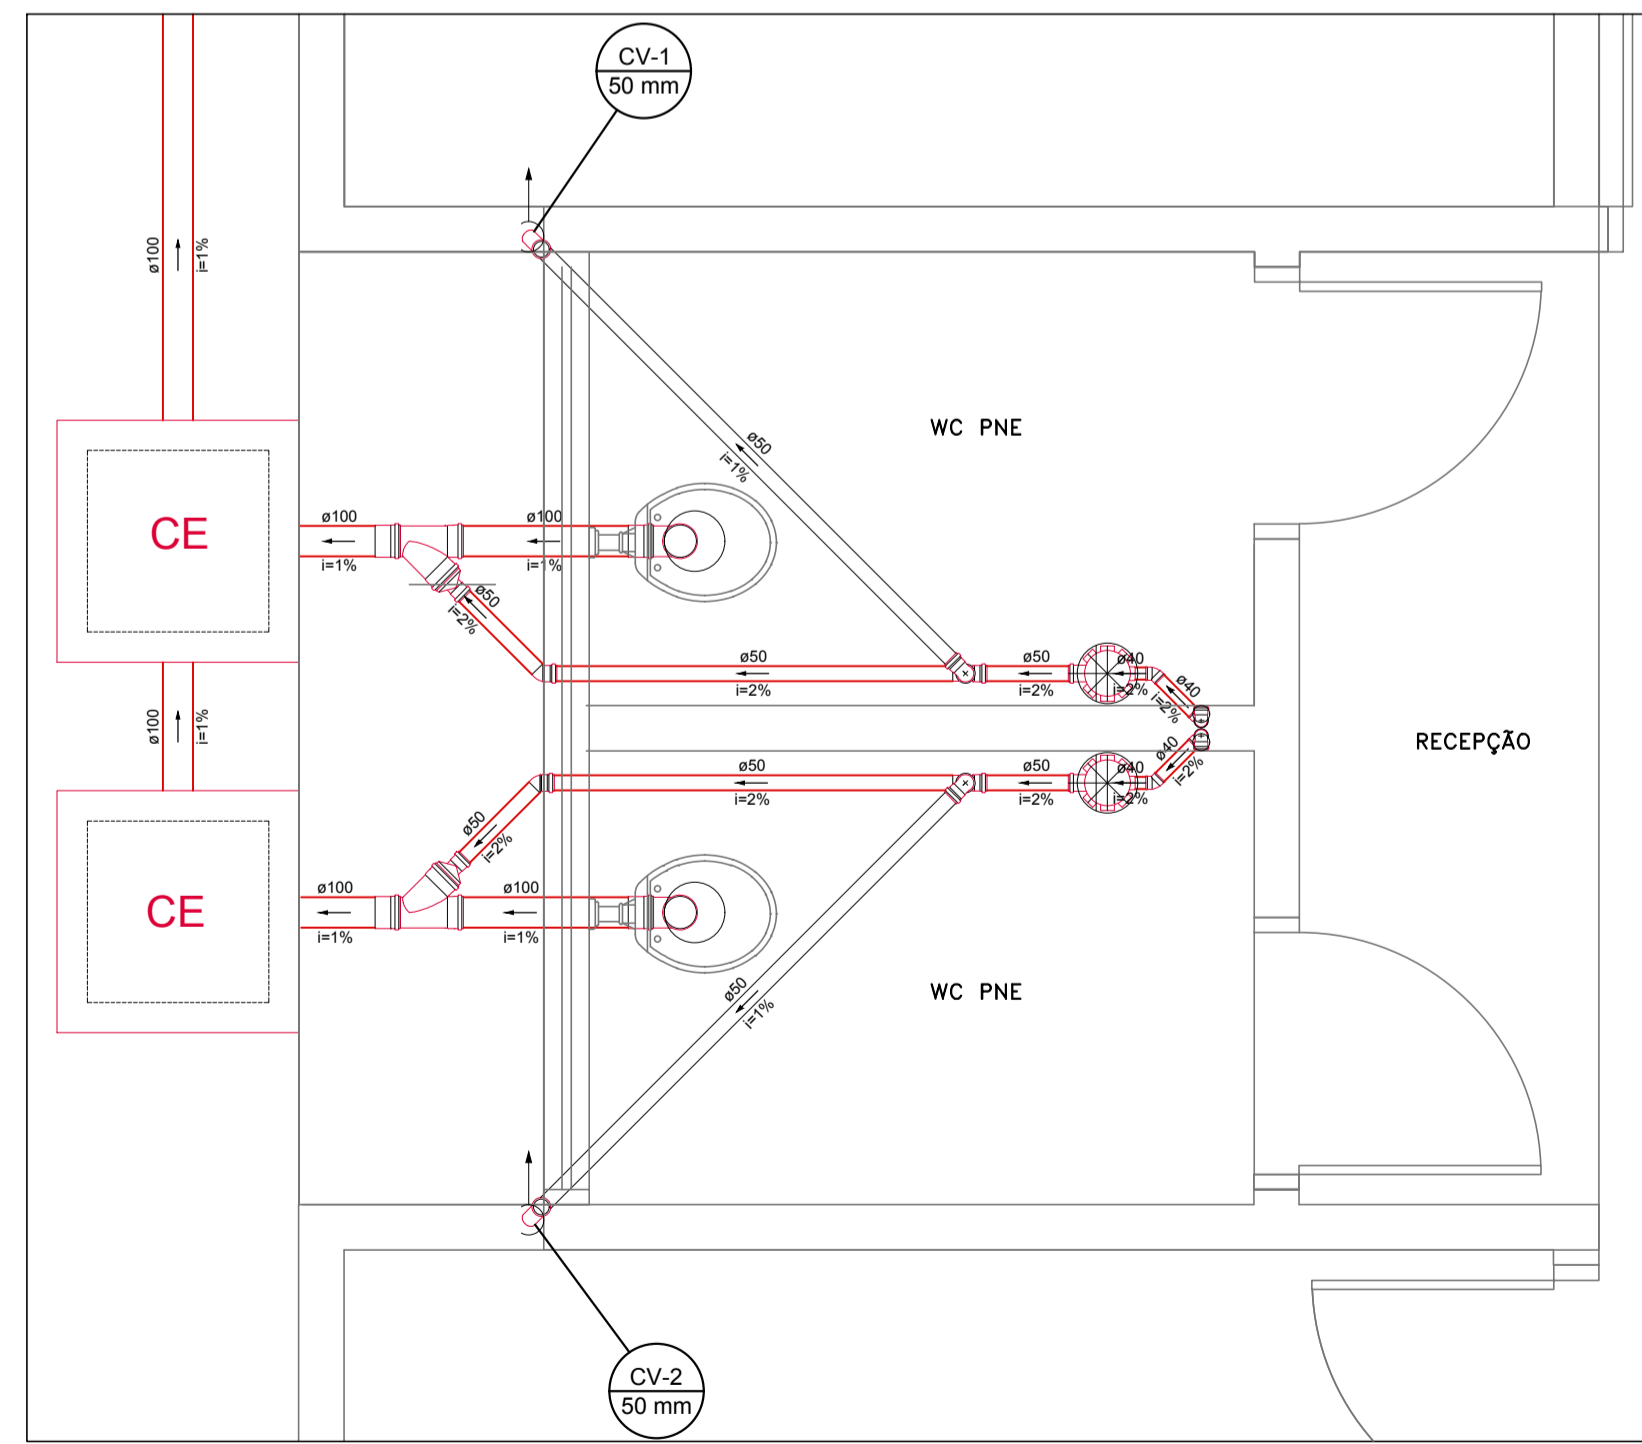 CV-1
50 mm
ø100
i=1%
WC PNE
ø50
i=1%
CE
ø100
i=1%
ø100
i=1%
ø50
i=2%
ø50
i=2%
ø50
i=2%
ø40
i=2%
ø40
i=2%
ø100
i=1%
RECEPÇÃO
ø50
i=2%
ø50
i=2%
ø40
i=2%
ø40
i=2%
ø50
i=2%
CE
ø100
i=1%
ø100
i=1%
ø50
i=1%
WC PNE
CV-2
50 mm